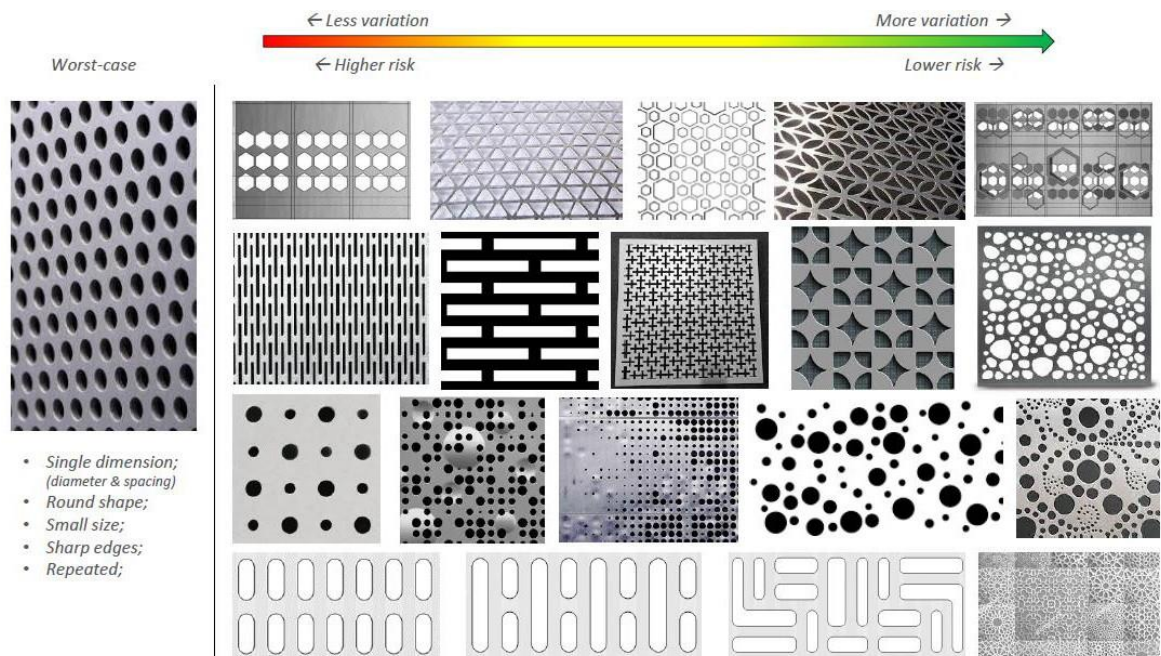 ← Less variation
More variation →
Worst-case
← Higher risk
Lower risk →
• Single dimension;
(diameter & spacing)
• Round shape;
• Small size;
• Sharp edges;
• Repeated;